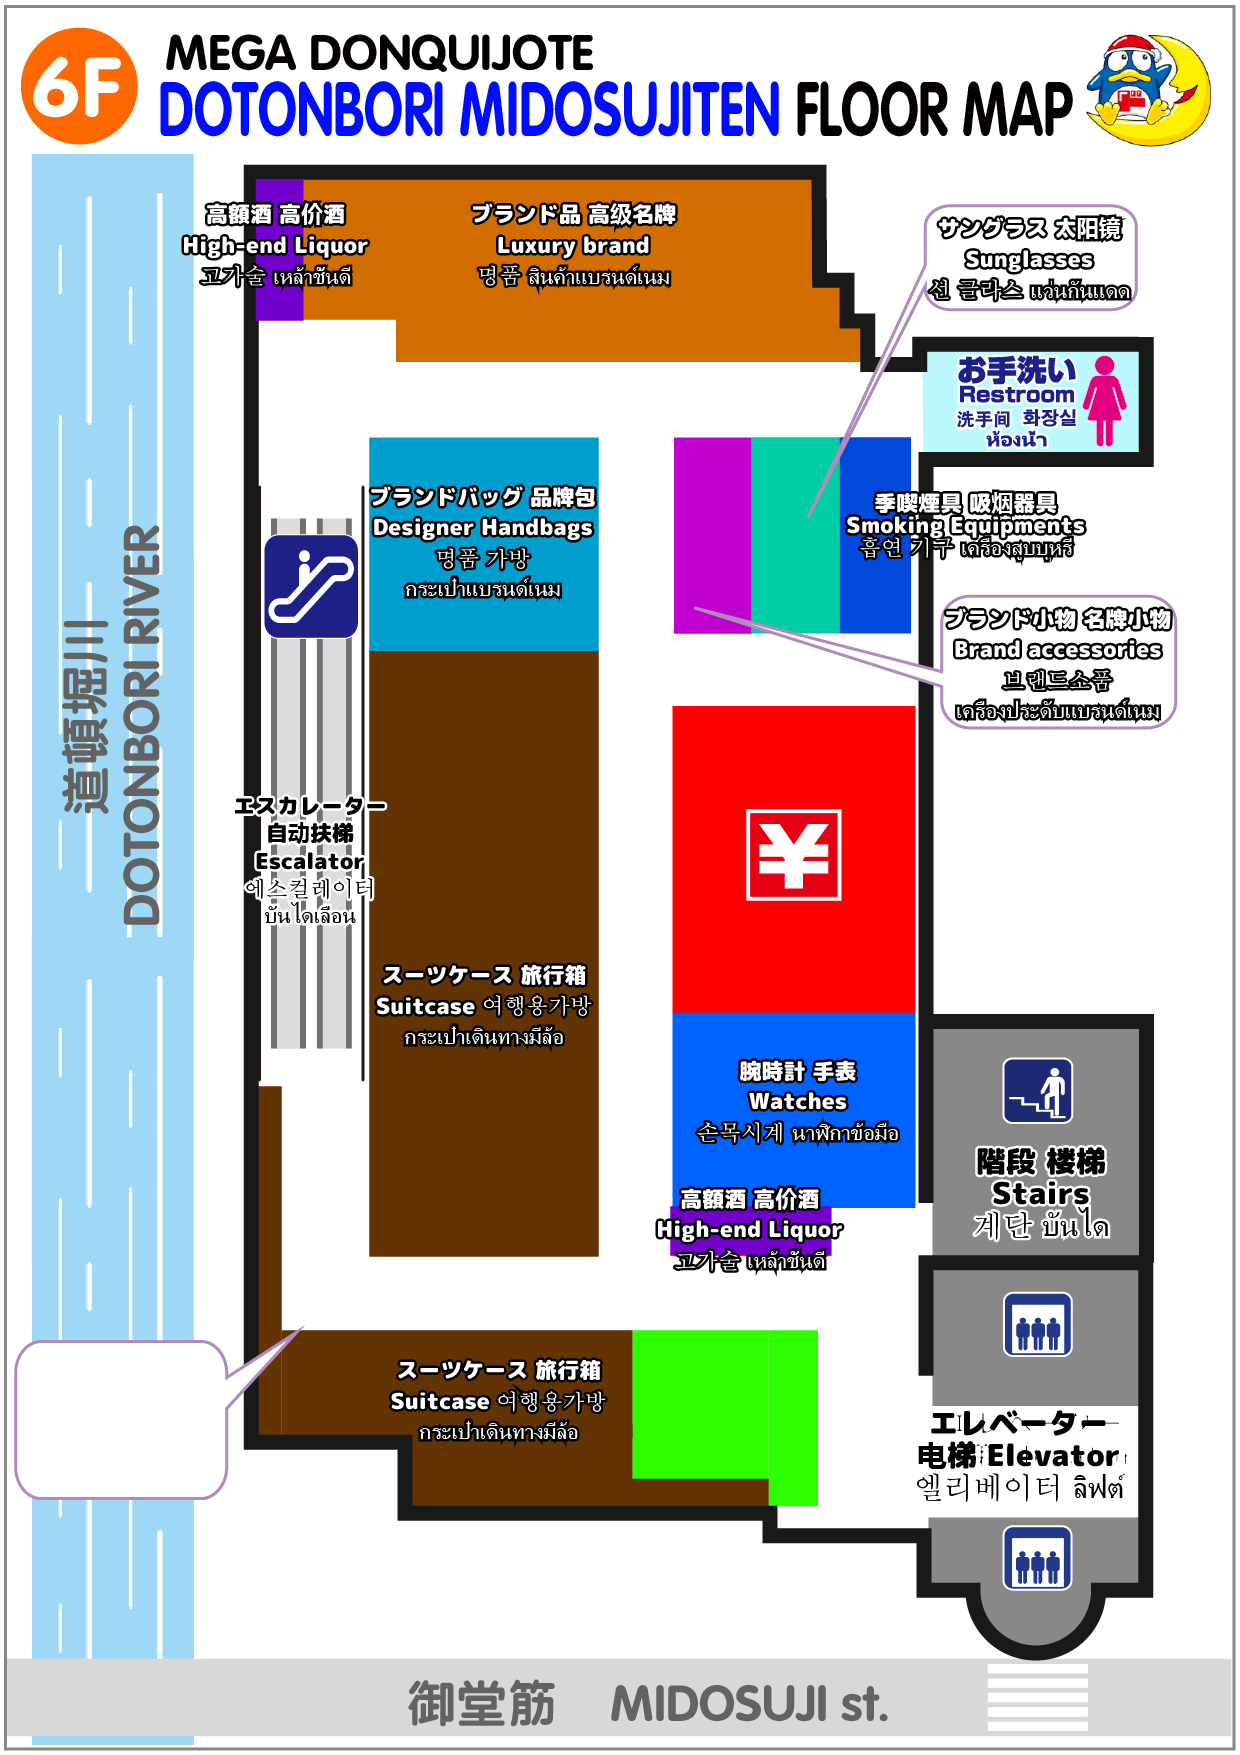 6F
MEGA DONQUIJOTE
DOTONBORI MIDOSUJITEN FLOOR MAP
高額酒 高价酒
High-end Liquor
고가술 เหล้าชั้นดี
ブランド品 高级名牌
Luxury brand
명품 สินค้าแบรนด์เนม
サングラス 太阳镜
Sunglasses
선 글라스 แว่นกันแดด
お手洗い
Restroom
洗手间 화장실
ห้องน้ำ
ブランドバッグ 品牌包
Designer Handbags
명품 가방
กระเป๋าแบรนด์เนม
季喫煙具 吸烟器具
Smoking Equipments
흡연 기구 เครื่องสูบบุหรี่
ブランド小物 名牌小物
Brand accessories
브랜드소품
เครื่องประดับแบรนด์เนม
道頓堀川
DOTONBORI RIVER
エスカレーター
自动扶梯
Escalator
에스컬레이터
บันไดเลื่อน
¥
スーツケース 旅行箱
Suitcase 여행용가방
กระเป๋าเดินทางมีล้อ
腕時計 手表
Watches
손목시계 นาฬิกาข้อมือ
高額酒 高价酒
High-end Liquor
고가술 เหล้าชั้นดี
階段 楼梯
Stairs
계단 บันได
スーツケース 旅行箱
Suitcase 여행용가방
กระเป๋าเดินทางมีล้อ
エレベーター
电梯 Elevator
엘리베이터 ลิฟต์
御堂筋 MIDOSUJI st.